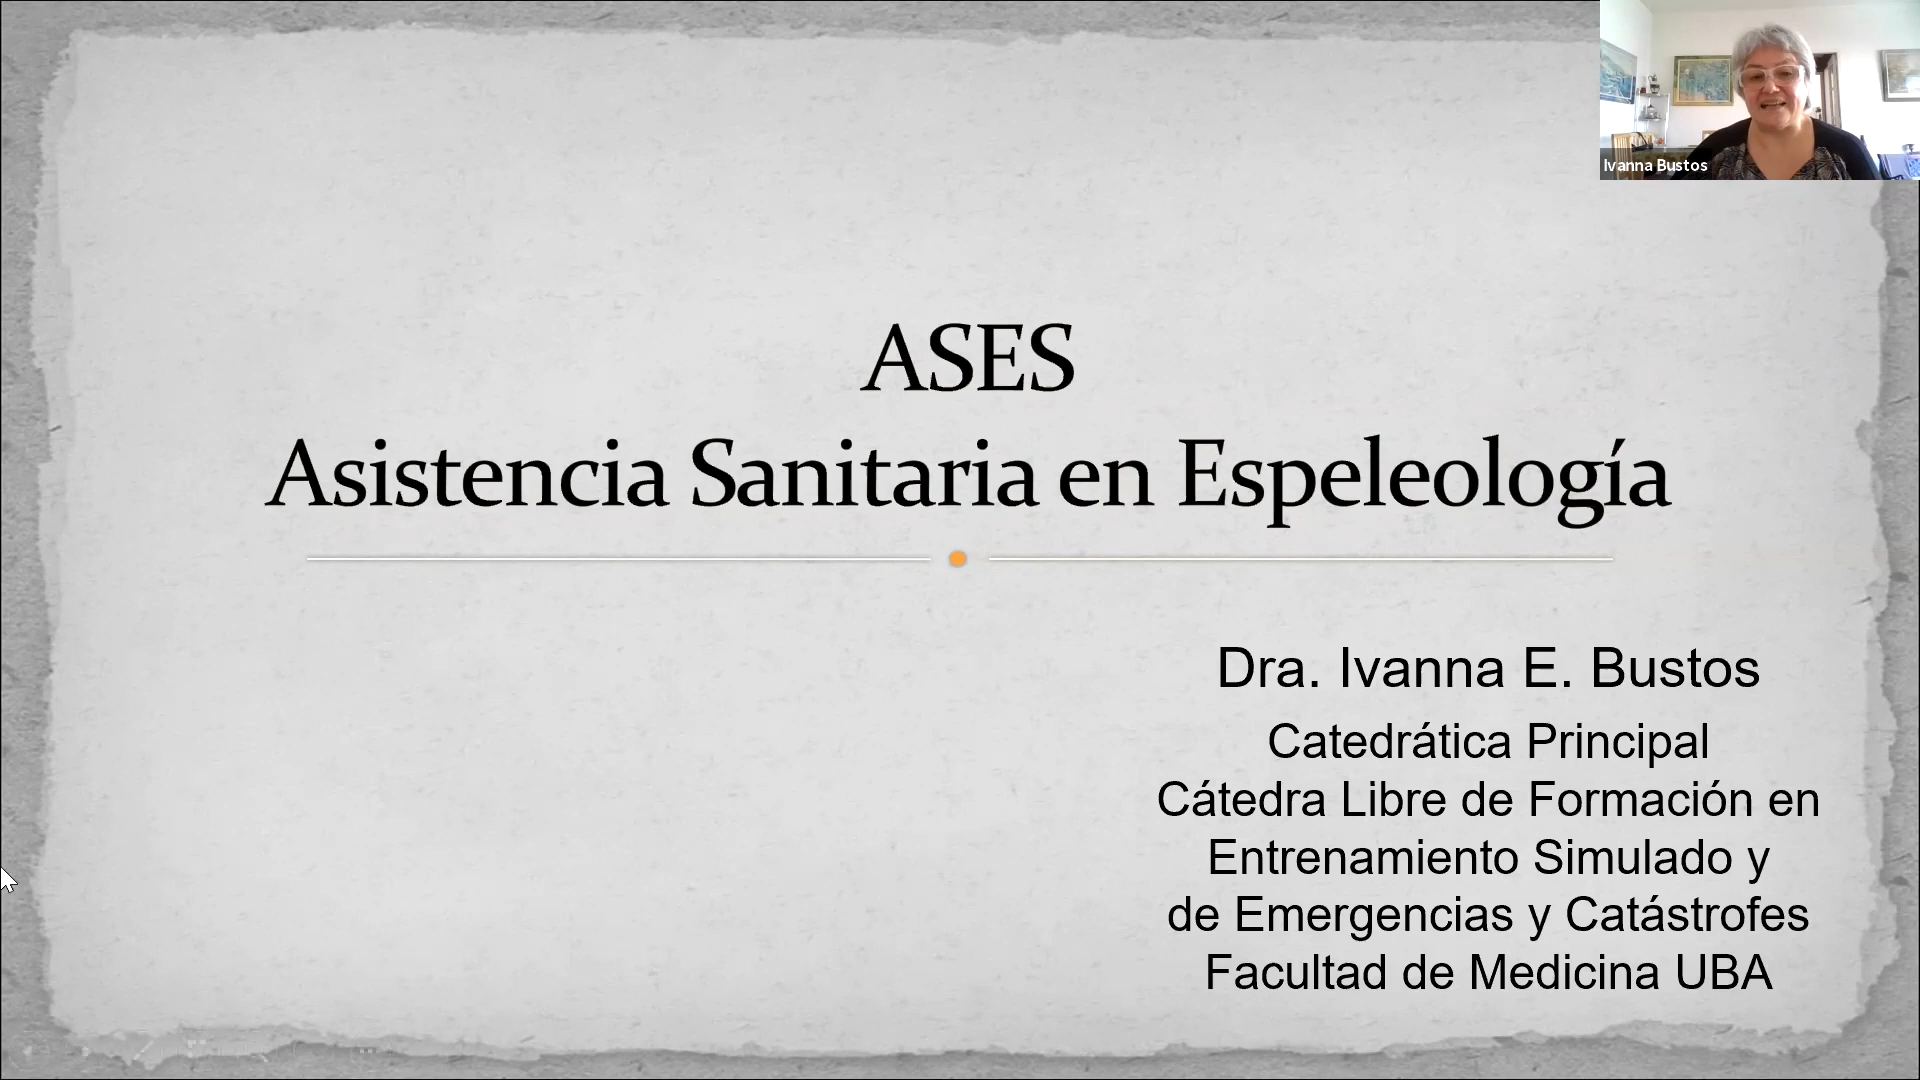 Ivanna Bustos
ASES
Asistencia Sanitaria en Espeleología
Dra. Ivanna E. Bustos
Catedrática Principal
Cátedra Libre de Formación en
Entrenamiento Simulado y
de Emergencias y Catástrofes
Facultad de Medicina UBA